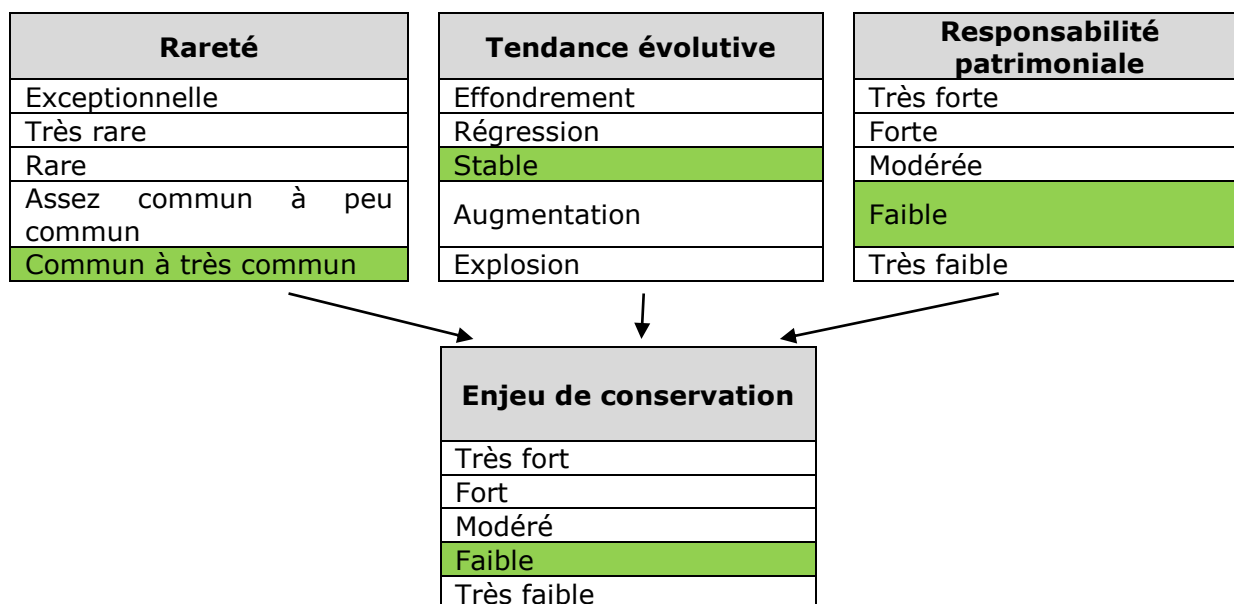 Rareté
Exceptionnelle
Très rare
Rare
Assez commun à peu
commun
Commun à très commun
Tendance évolutive
Effondrement
Régression
Stable
Augmentation
Explosion
Responsabilité
patrimoniale
Très forte
Forte
Modérée
Faible
Très faible
Enjeu de conservation
Très fort
Fort
Modéré
Faible
Très faible